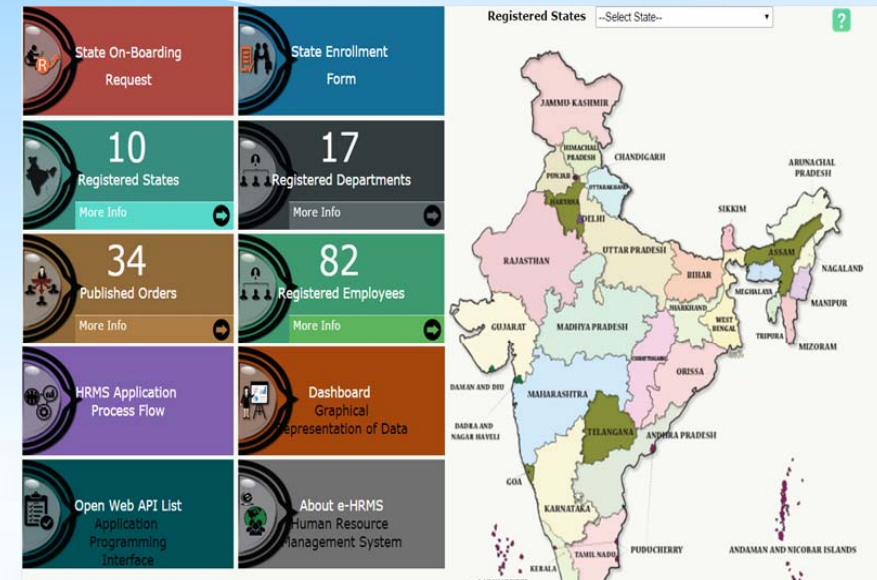 Registered States
--Select State--
?
State On-Boarding
Request
State Enrollment
Form
10
Registered States
More Info
17
Registered Departments
More Info
34
Published Orders
More Info
82
Registered Employees
More Info
HRMS Application
Process Flow
Dashboard
Graphical
Representation of Data
Open Web API List
Application
Programming
Interface
About e-HRMS
Human Resource
Management System
JAMMU-KASHMIR
HIMACHAL
PRADESH
CHANDIGARH
PUNJAB
UTTARAKHAND
HARYANA
DELHI
ARUNACHAL
PRADESH
SIKKIM
RAJASTHAN
UTTAR PRADESH
BIHAR
ASSAM
NAGALAND
MEGHALAYA
MANIPUR
GUJARAT
MADHYA PRADESH
JHARKHAND
WEST
BENGAL
TRIPURA
MIZORAM
ORISSA
DAMAN AND DIU
MAHARASHTRA
DADRA AND
NAGAR HAVELI
TELANGANA
ANDHRA PRADESH
GOA
KARNATAKA
TAMIL NADU
PUDUCHERRY
ANDAMAN AND NICOBAR ISLANDS
KERALA